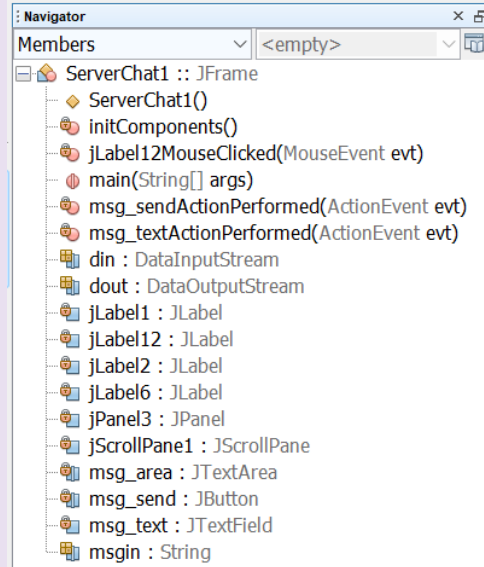 Navigator
Members <empty>
ServerChat1 :: JFrame
ServerChat1()
initComponents()
jLabel12MouseClicked(MouseEvent evt)
main(String[] args)
msg_sendActionPerformed(ActionEvent evt)
msg_textActionPerformed(ActionEvent evt)
din : DataInputStream
dout : DataOutputStream
jLabel1 : JLabel
jLabel12 : JLabel
jLabel2 : JLabel
jLabel6 : JLabel
jPanel3 : JPanel
jScrollPane1 : JScrollPane
msg_area : JTextArea
msg_send : JButton
msg_text : JTextField
msgin : String